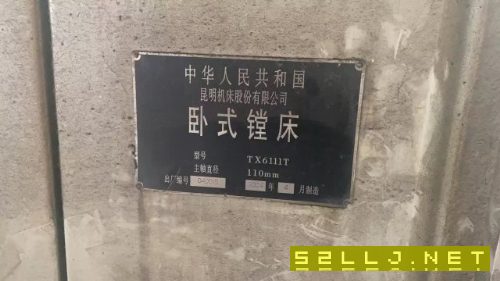 中华人民共和国
昆明机床股份有限公司
卧式镗床
型号 TX6111T
主轴直径 110mm
出厂编号 年 4 月制造
52LLJ.NET